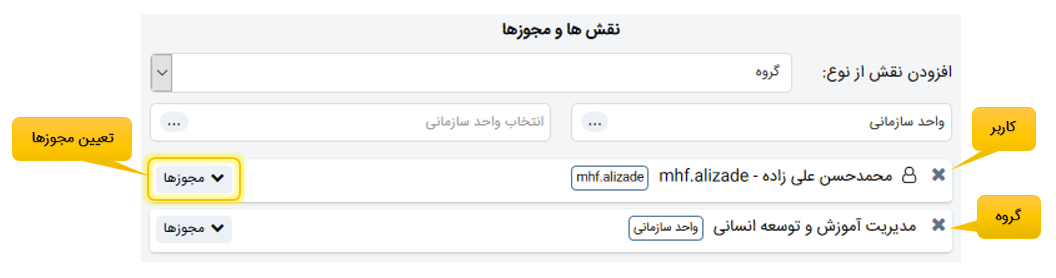 نقش ها و مجوزها
افزودن نقش از نوع: گروه
واحد سازمانی ... انتخاب واحد سازمانی ...
کاربر
تعیین مجوزها
محمدحسن علی زاده - mhf.alizade mhf.alizade مجوزها
گروه
مدیریت آموزش و توسعه انسانی واحد سازمانی مجوزها